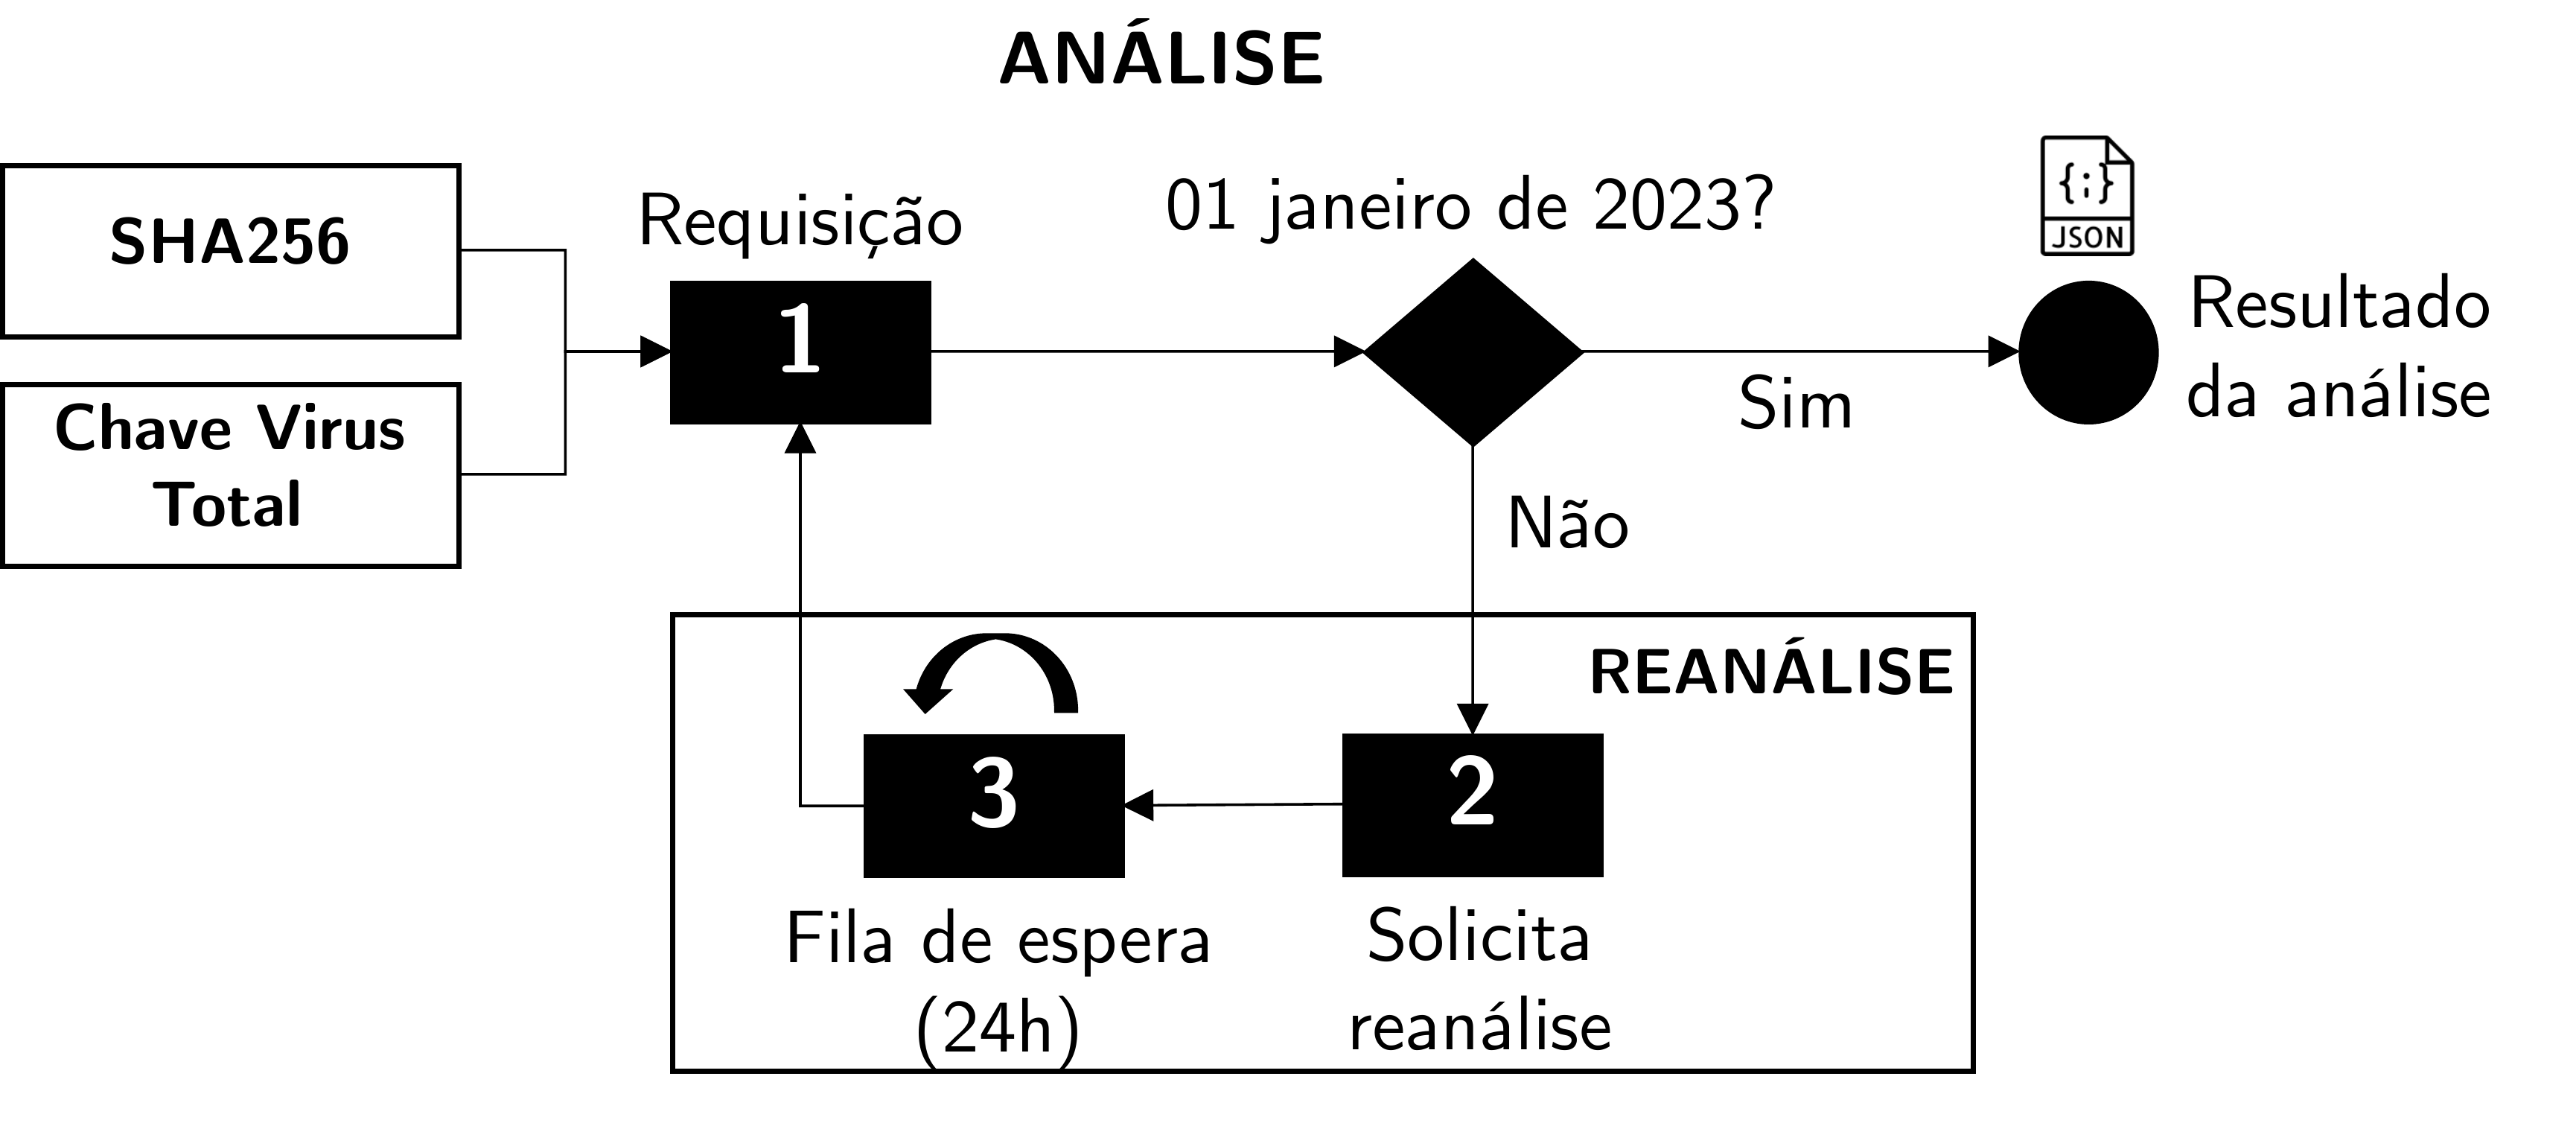 ANÁLISE
SHA256
Chave Virus
Total
Requisição
1
01 janeiro de 2023?
{:}
JSON
Resultado
da análise
Sim
Não
REANÁLISE
3
2
Fila de espera
(24h)
Solicita
reanálise